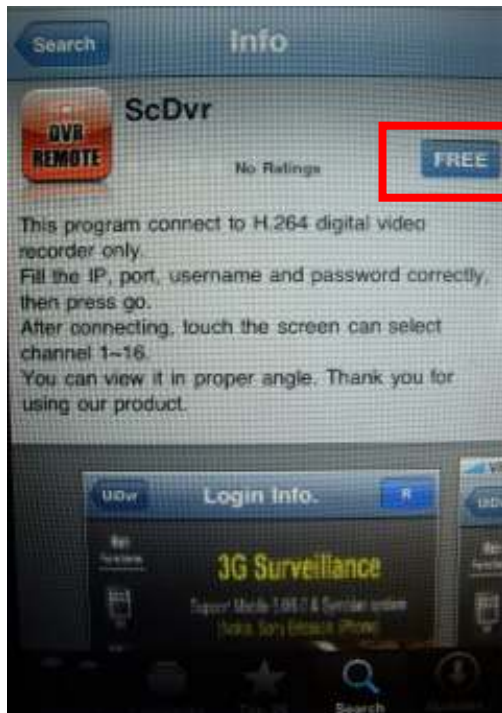 Search
Info
DVR
REMOTE
ScDvr
No Ratings
FREE
This program connect to H.264 digital video
recorder only.
Fill the IP, port, username and password correctly,
then press go.
After connecting, touch the screen can select
channel 1~16.
You can view it in proper angle. Thank you for
using our product.
UiDvr
Login Info.
R
3G Surveillance
Search